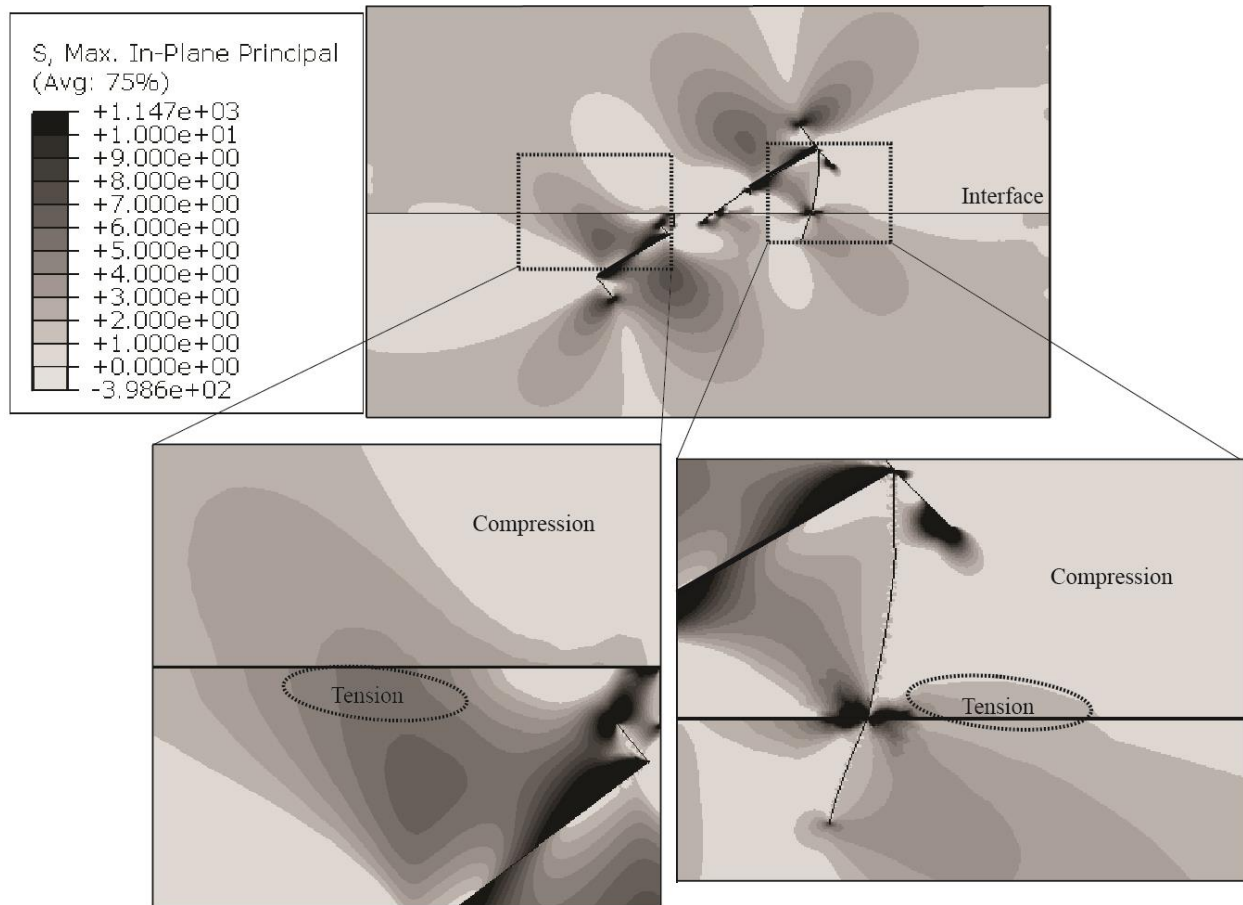 S, Max. In-Plane Principal
(Avg: 75%)
+1.147e+03
+1.000e+01
+9.000e+00
+8.000e+00
+7.000e+00
+6.000e+00
+5.000e+00
+4.000e+00
+3.000e+00
+2.000e+00
+1.000e+00
+0.000e+00
-3.986e+02
Interface
Compression
Tension
Compression
Tension